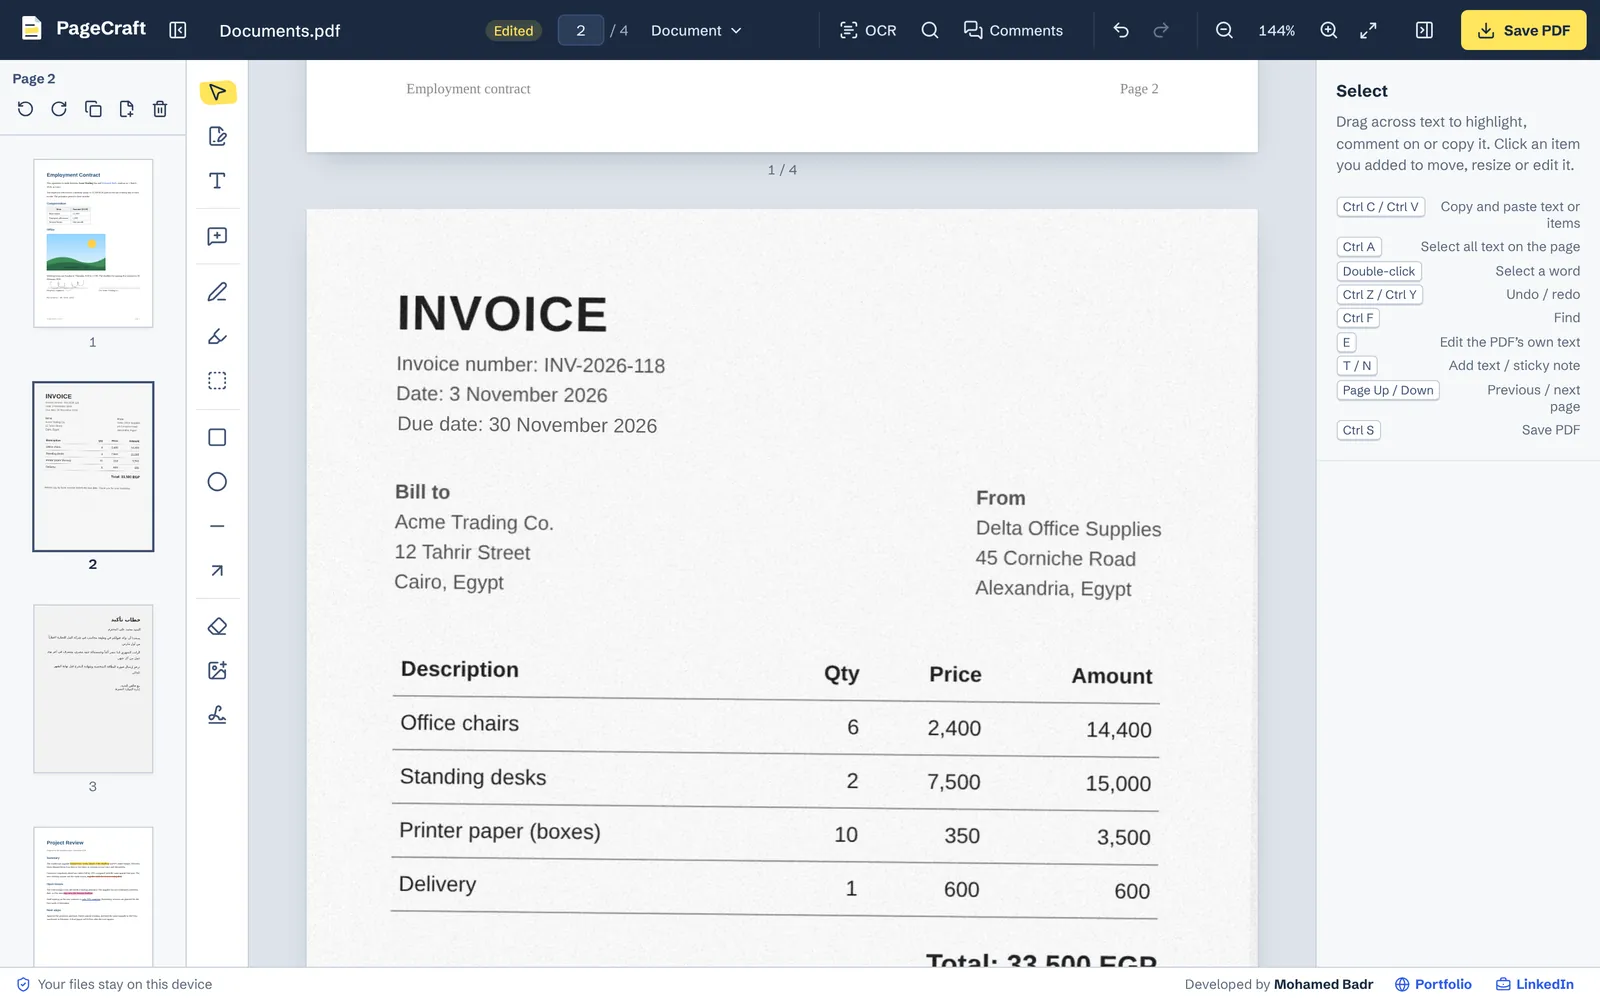 PageCraft
Documents.pdf
Edited
2 / 4
Document
OCR
Comments
144%
Save PDF
Page 2
Employment Contract
1
INVOICE
2
خطاب تأكيد
3
Project Review
Employment contract
Page 2
1 / 4
INVOICE
Invoice number: INV-2026-118
Date: 3 November 2026
Due date: 30 November 2026
Bill to
Acme Trading Co.
12 Tahrir Street
Cairo, Egypt
From
Delta Office Supplies
45 Corniche Road
Alexandria, Egypt
Description Qty Price Amount
Office chairs 6 2,400 14,400
Standing desks 2 7,500 15,000
Printer paper (boxes) 10 350 3,500
Delivery 1 600 600
Total: 33,500 EGP
Select
Drag across text to highlight,
comment on or copy it. Click an item
you added to move, resize or edit it.
Ctrl C / Ctrl V Copy and paste text or
items
Ctrl A Select all text on the page
Double-click Select a word
Ctrl Z / Ctrl Y Undo / redo
Ctrl F Find
E Edit the PDF’s own text
T / N Add text / sticky note
Page Up / Down Previous / next
page
Ctrl S Save PDF
Your files stay on this device
Developed by Mohamed Badr
Portfolio
LinkedIn